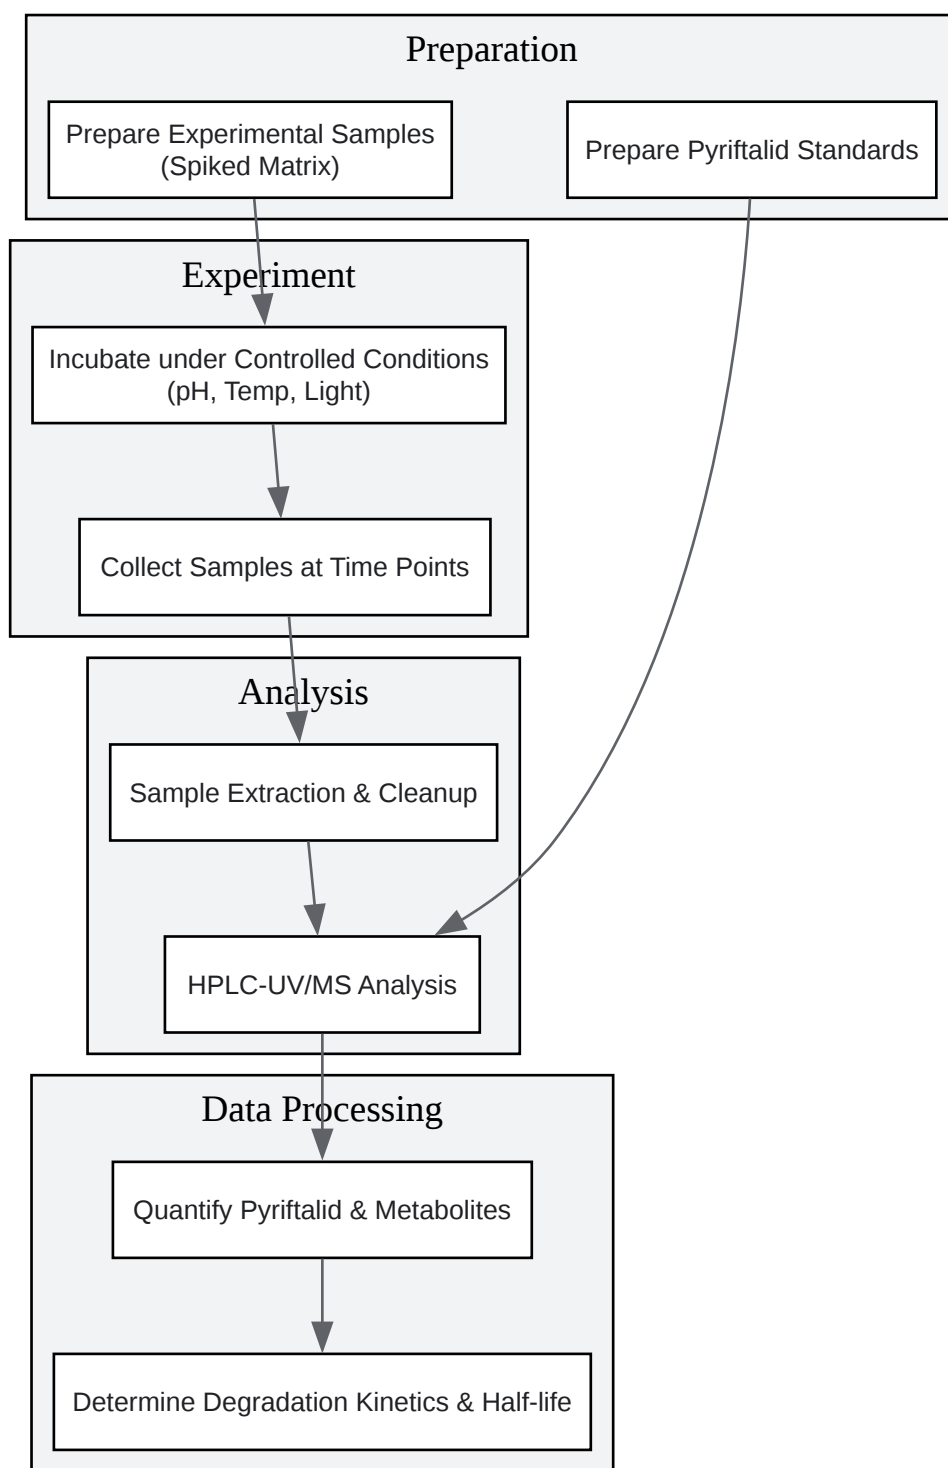 Preparation
Prepare Experimental Samples
(Spiked Matrix)
Prepare Pyriftalid Standards
Experiment
Incubate under Controlled Conditions
(pH, Temp, Light)
Collect Samples at Time Points
Analysis
Sample Extraction & Cleanup
HPLC-UV/MS Analysis
Data Processing
Quantify Pyriftalid & Metabolites
Determine Degradation Kinetics & Half-life